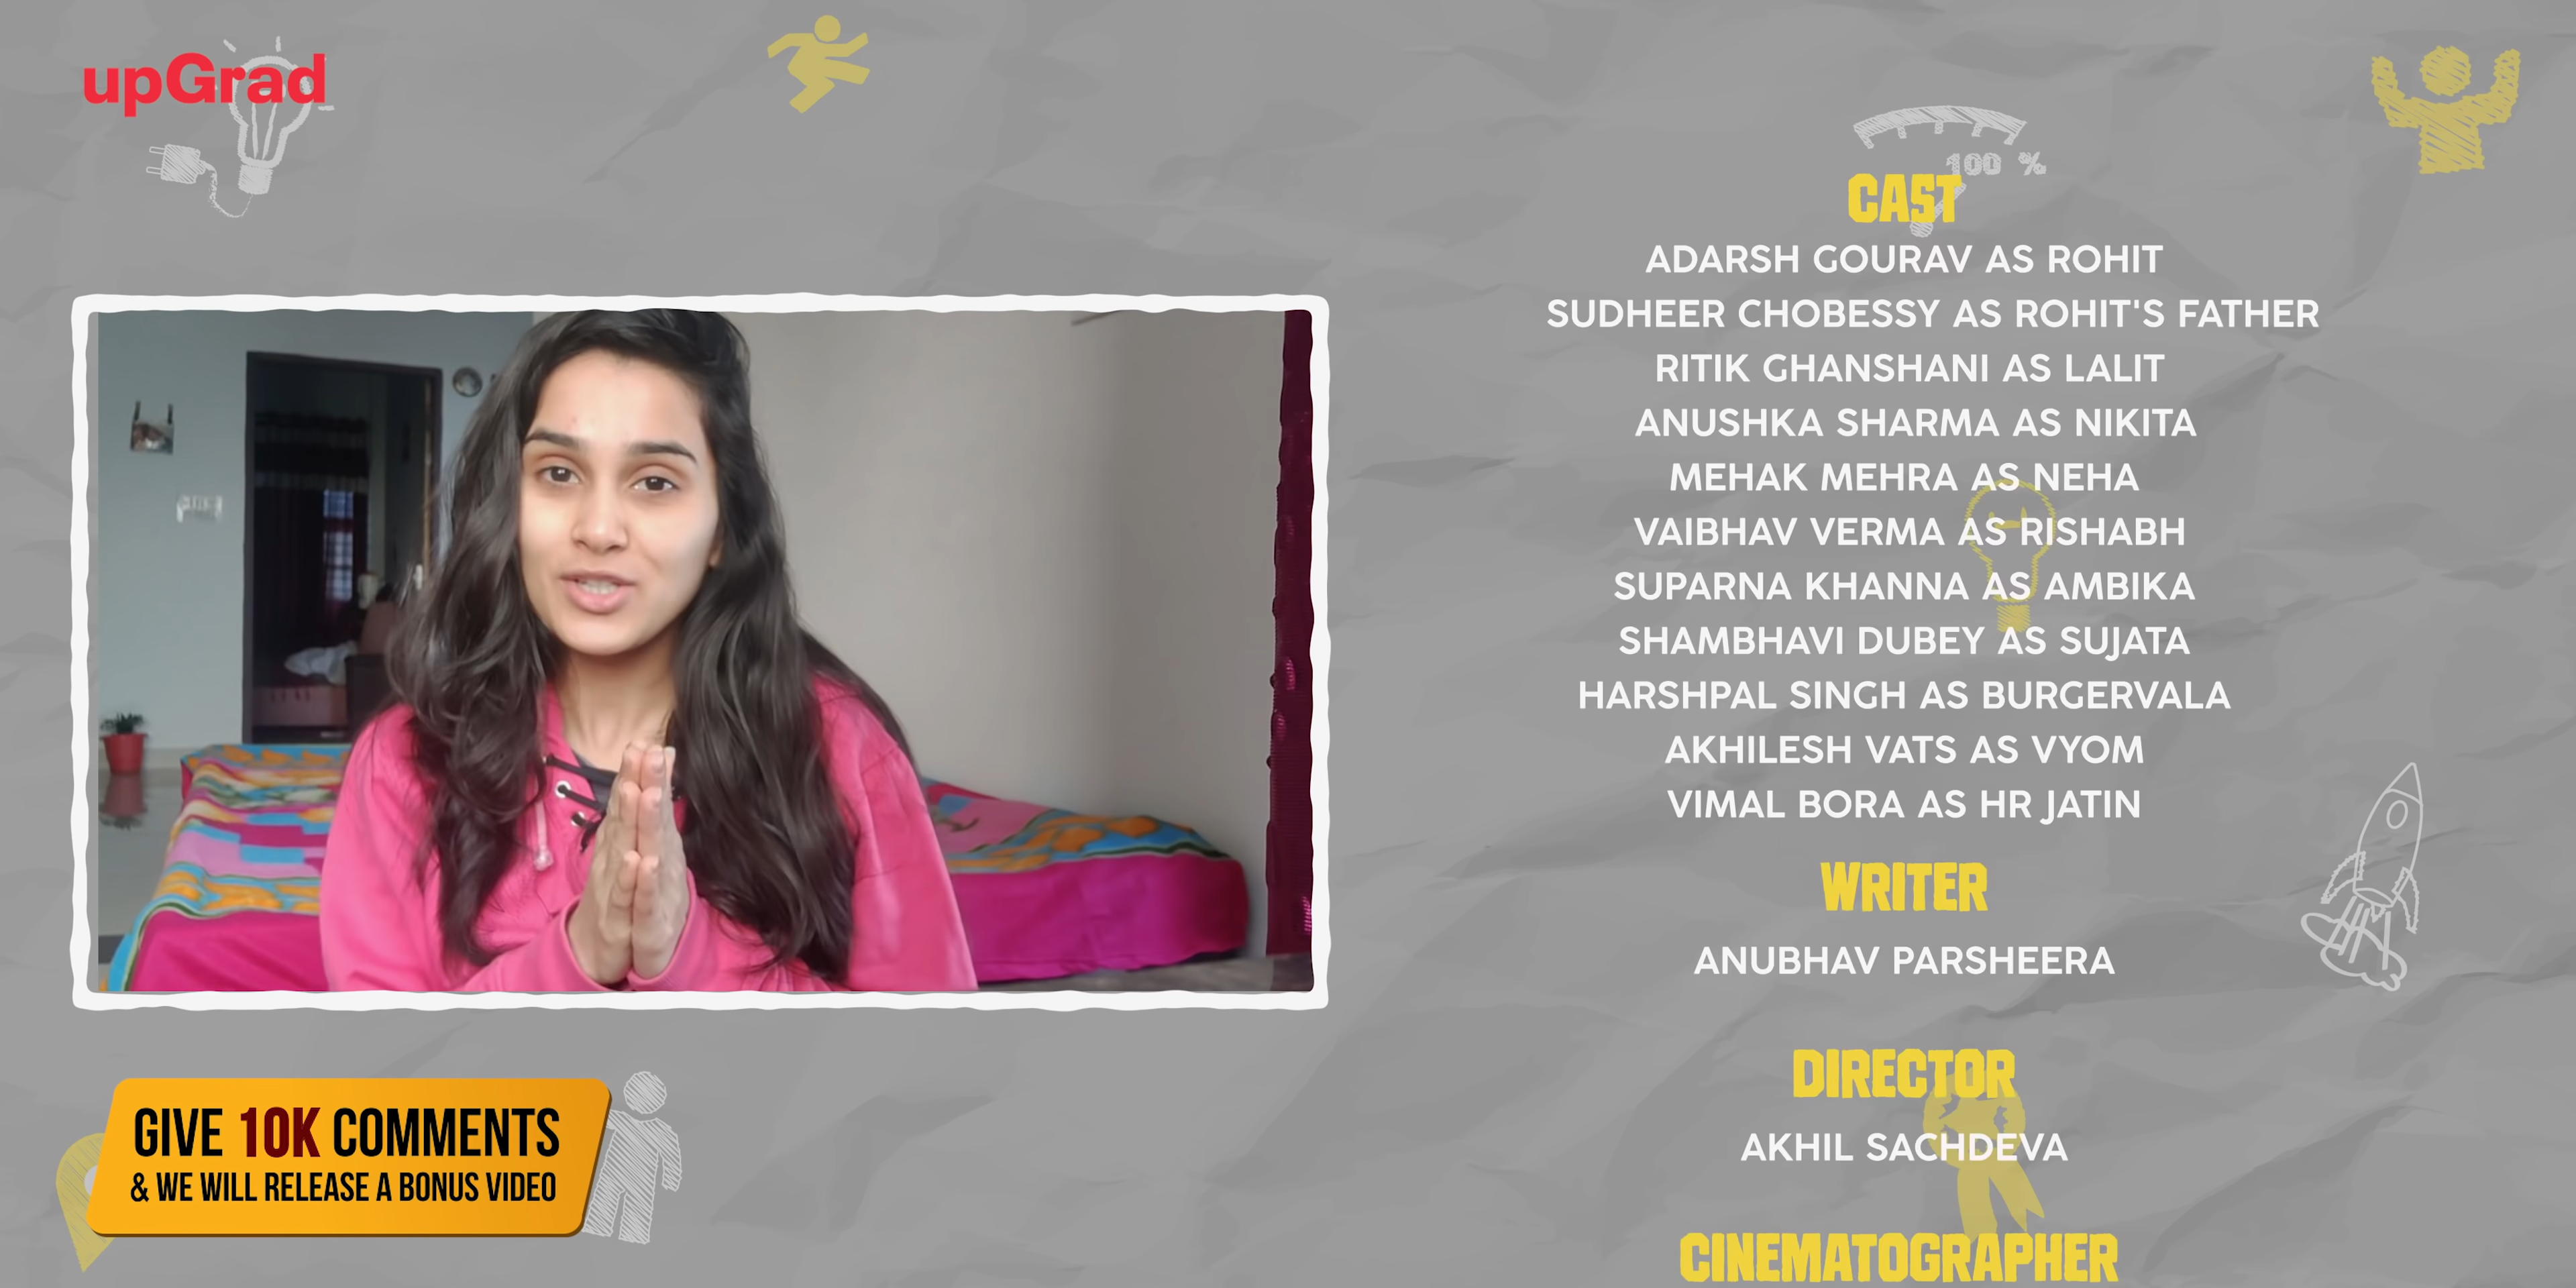 upGrad
100 %
CAST
ADARSH GOURAV AS ROHIT
SUDHEER CHOBESSY AS ROHIT'S FATHER
RITIK GHANSHANI AS LALIT
ANUSHKA SHARMA AS NIKITA
MEHAK MEHRA AS NEHA
VAIBHAV VERMA AS RISHABH
SUPARNA KHANNA AS AMBIKA
SHAMBHAVI DUBEY AS SUJATA
HARSHPAL SINGH AS BURGERVALA
AKHILESH VATS AS VYOM
VIMAL BORA AS HR JATIN
WRITER
ANUBHAV PARSHEERA
DIRECTOR
AKHIL SACHDEVA
CINEMATOGRAPHER
GIVE 10K COMMENTS
& WE WILL RELEASE A BONUS VIDEO